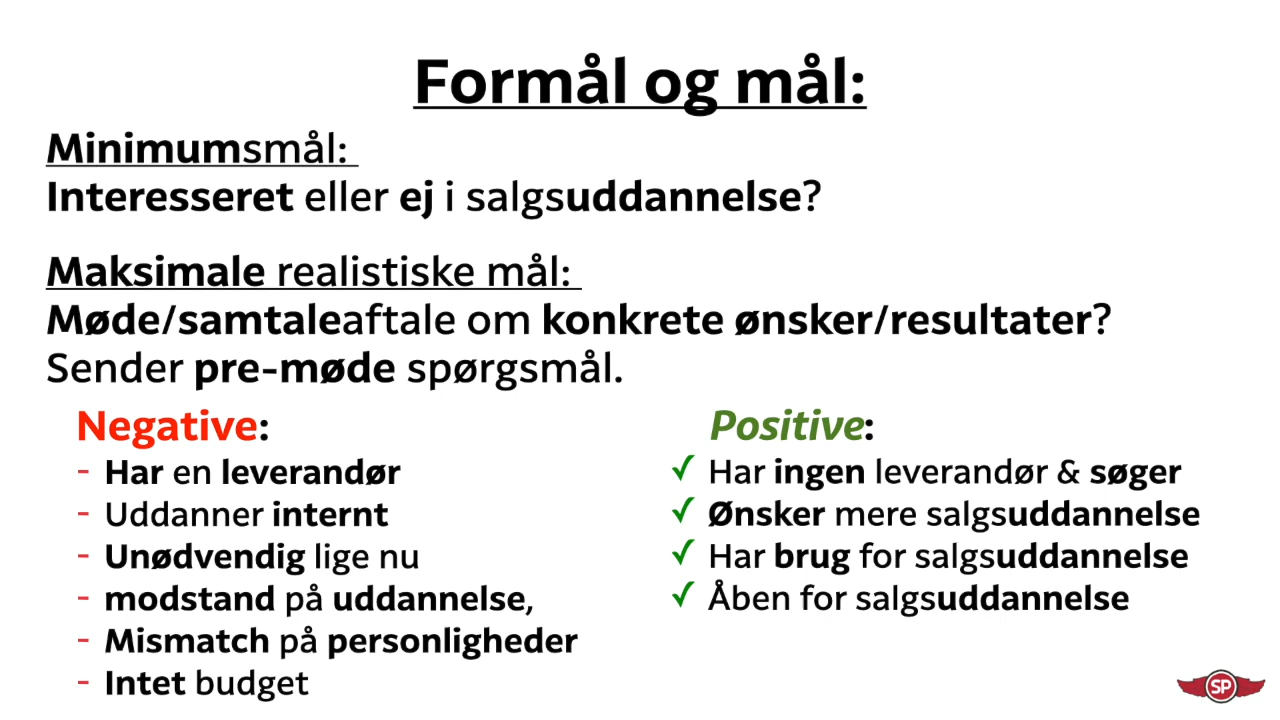 Formål og mål:
Minimumsmål:
Interesseret eller ej i salgsuddannelse?
Maksimale realistiske mål:
Møde/samtaleaftale om konkrete ønsker/resultater?
Sender pre-møde spørgsmål.
Negative:
- Har en leverandør
- Uddanner internt
- Unødvendig lige nu
- modstand på uddannelse,
- Mismatch på personligheder
- Intet budget
Positive:
✓ Har ingen leverandør & søger
✓ Ønsker mere salgsuddannelse
✓ Har brug for salgsuddannelse
✓ Åben for salgsuddannelse
SP